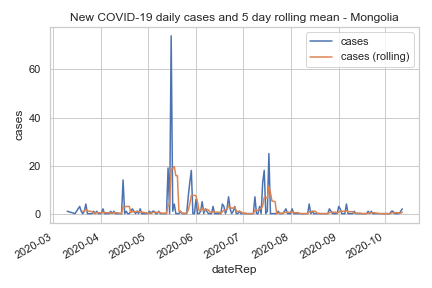 New COVID-19 daily cases and 5 day rolling mean - Mongolia
cases
cases (rolling)
cases
60
40
20
0
2020-03
2020-04
2020-05
2020-06
2020-07
2020-08
2020-09
2020-10
dateRep